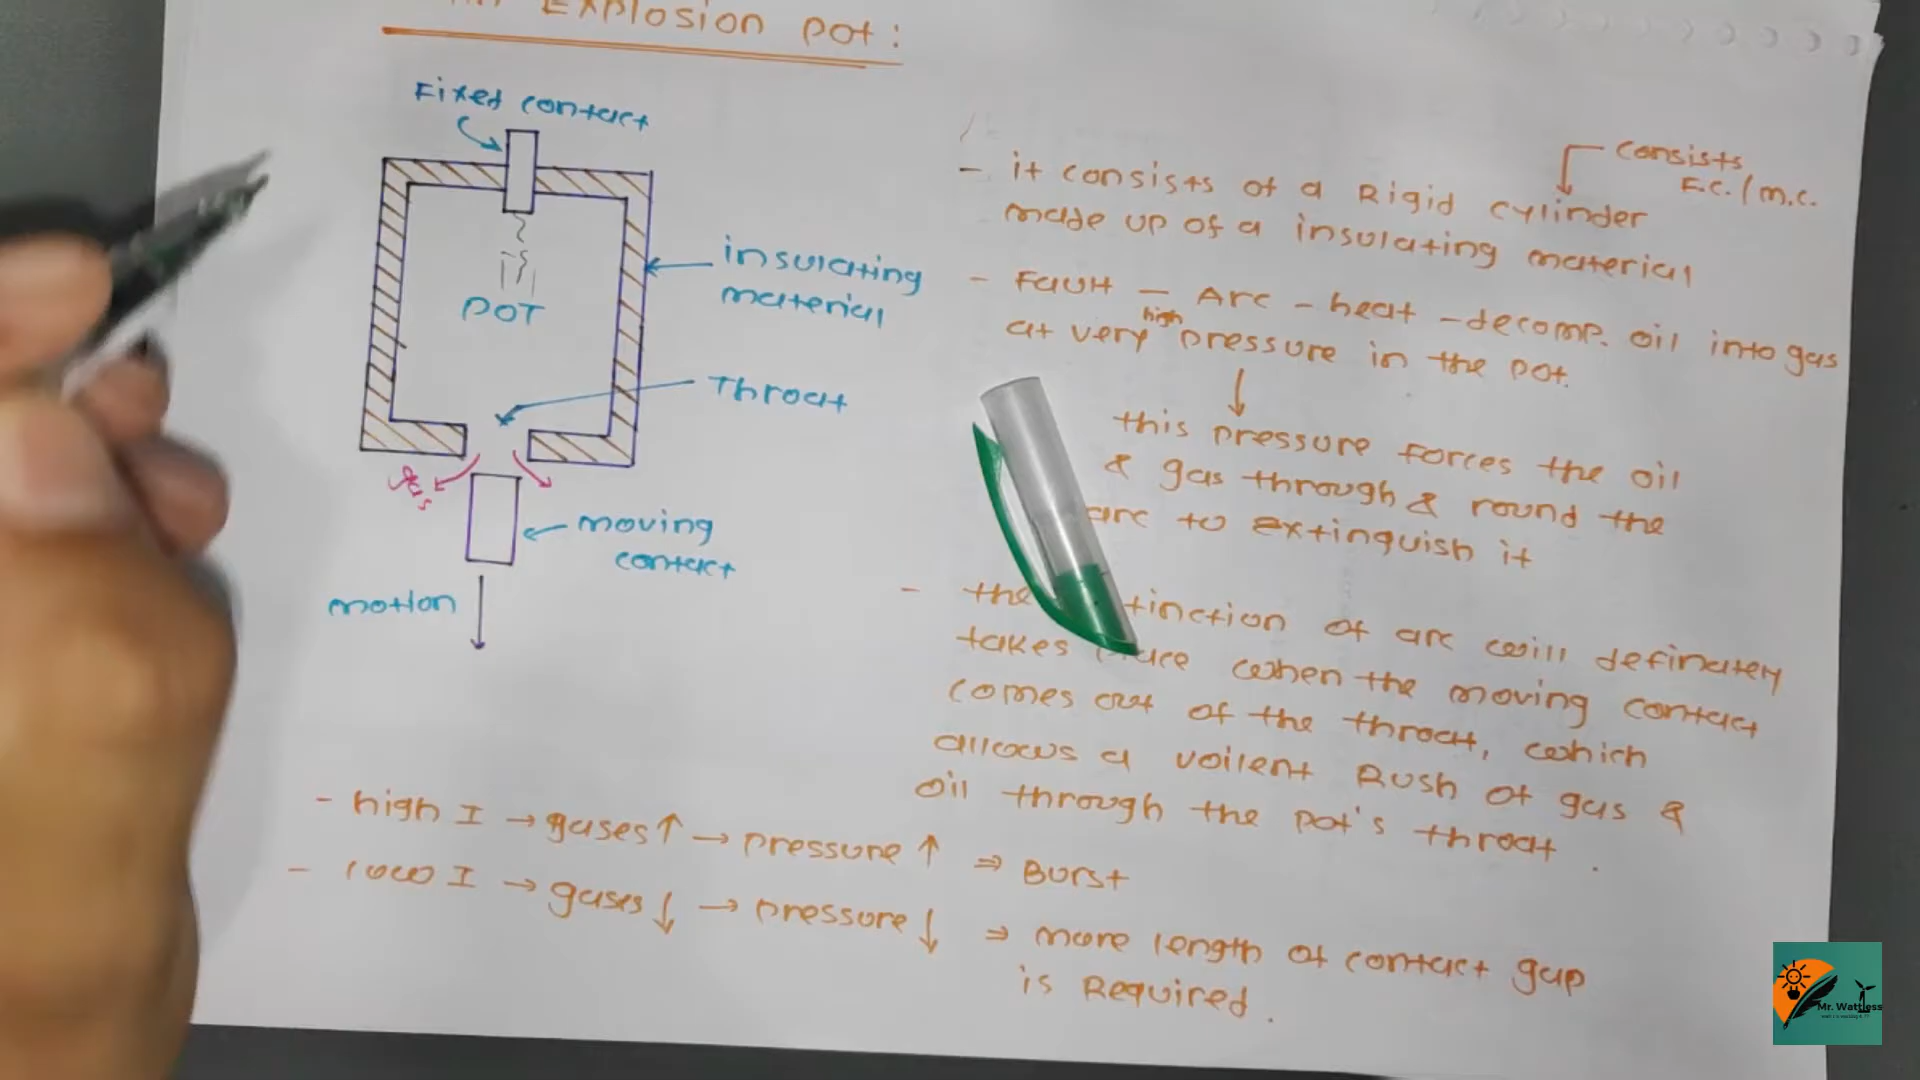 Explosion pot:
Fixed contact
POT
insulating
material
Throat
gas
moving
contact
motion
consists
F.C. / m.c.
- it consists of a Rigid cylinder
made up of a insulating material
- Fault - Arc - heat - decomp. oil into gas
at very high pressure in the pot.
this pressure forces the oil
& gas through & round the
arc to extinguish it
- the tinction of arc will definately
takes when the moving contact
comes out of the throat, which
allows a voilent Rush of gas &
oil through the pot's throat.
- high I → gases ↑ → pressure ↑ ⇒ Burst
- low I → gases ↓ → pressure ↓ ⇒ more length of contact gap
is Required.
Mr. Wattless